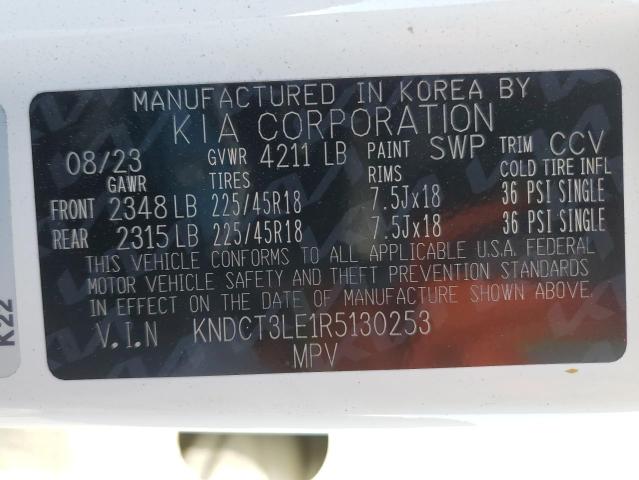 MANUFACTURED IN KOREA BY
KIA CORPORATION
08/23 GVWR 4211 LB PAINT SWP TRIM CCV
GAWR TIRES RIMS COLD TIRE INFL
FRONT 2348 LB 225/45R18 7.5Jx18 36 PSI SINGLE
REAR 2315 LB 225/45R18 7.5Jx18 36 PSI SINGLE
THIS VEHICLE CONFORMS TO ALL APPLICABLE U.S.A. FEDERAL
MOTOR VEHICLE SAFETY AND THEFT PREVENTION STANDARDS
IN EFFECT ON THE DATE OF MANUFACTURE SHOWN ABOVE.
V.I.N KNDCT3LE1R5130253
MPV
K22